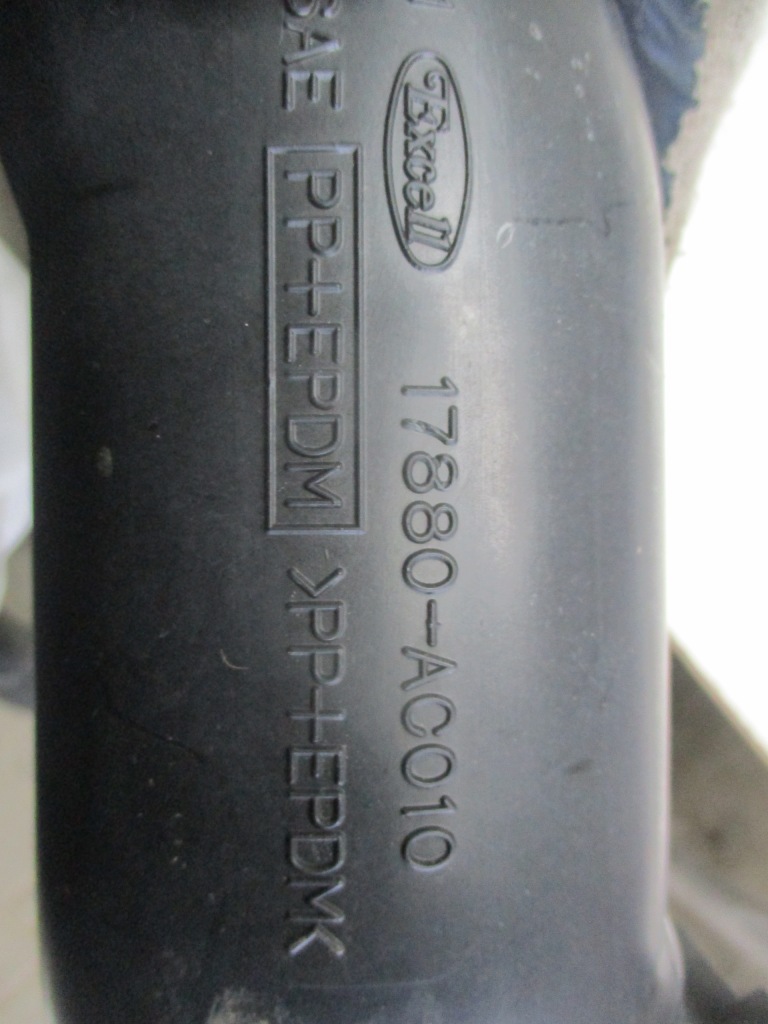 Excell 17880-AC010
SAE PP+EPDM >PP+EPDM<